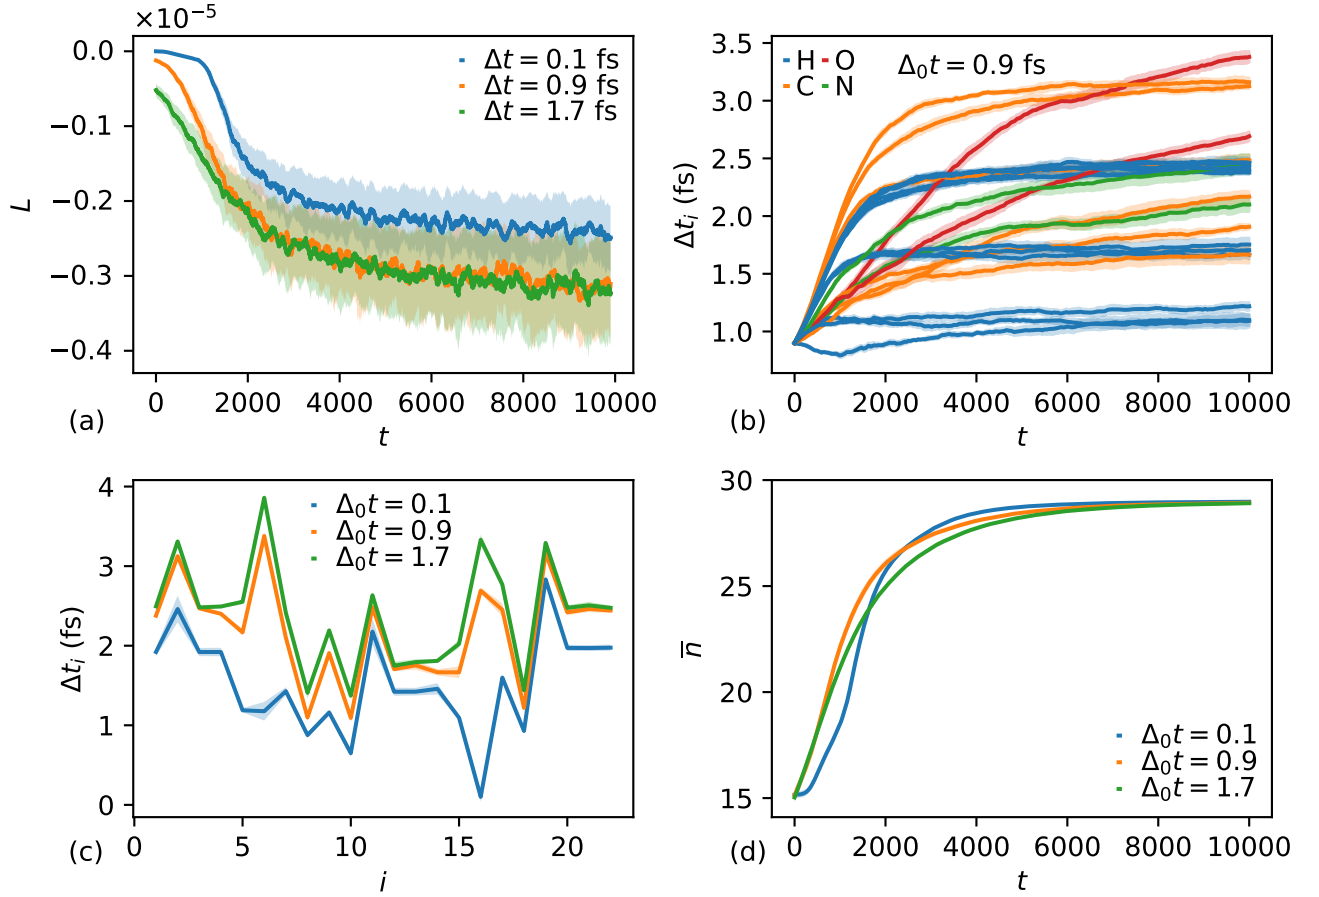 ×10⁻⁵
0.0
−0.1
−0.2
−0.3
−0.4
L
Δt = 0.1 fs
Δt = 0.9 fs
Δt = 1.7 fs
0 2000 4000 6000 8000 10000
t
(a)
3.5
3.0
2.5
2.0
1.5
1.0
Δtᵢ (fs)
H O
C N
Δ₀t = 0.9 fs
0 2000 4000 6000 8000 10000
t
(b)
4
3
2
1
0
Δtᵢ (fs)
Δ₀t = 0.1
Δ₀t = 0.9
Δ₀t = 1.7
0 5 10 15 20
i
(c)
30
25
20
15
n̅
Δ₀t = 0.1
Δ₀t = 0.9
Δ₀t = 1.7
0 2000 4000 6000 8000 10000
t
(d)